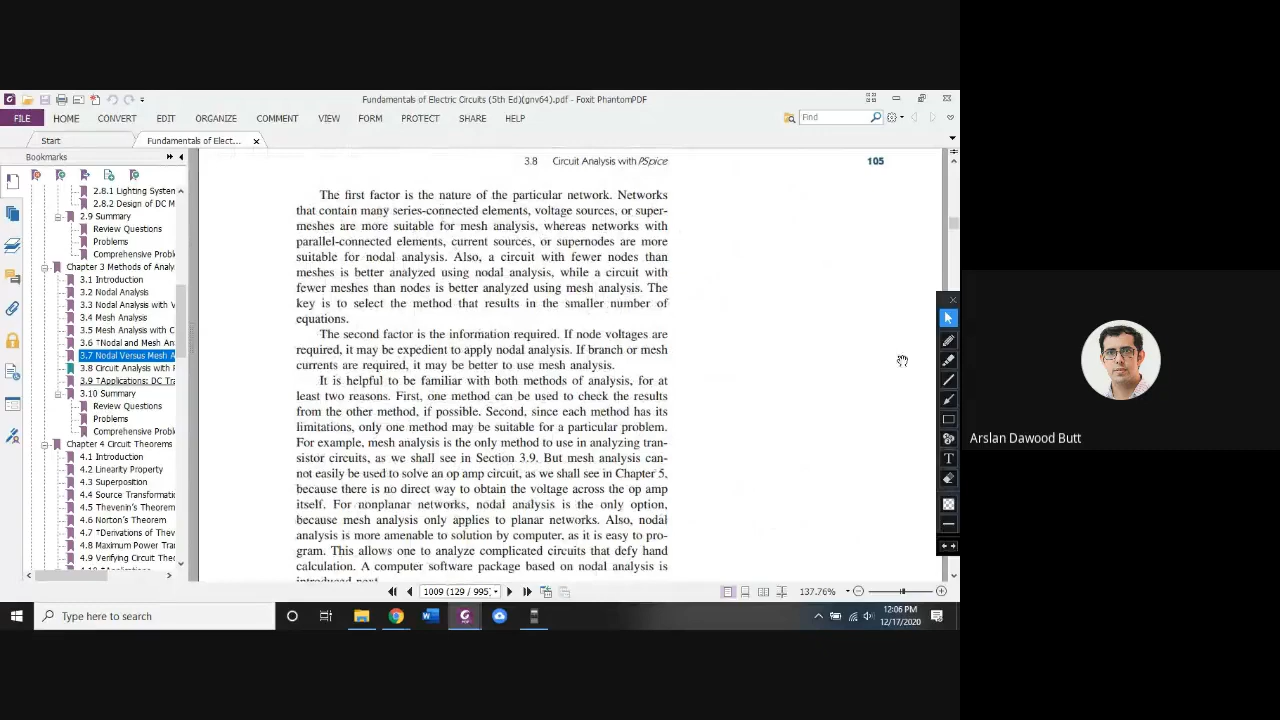 Fundamentals of Electric Circuits (5th Ed)(gnv64).pdf - Foxit PhantomPDF
FILE HOME CONVERT EDIT ORGANIZE COMMENT VIEW FORM PROTECT SHARE HELP
Find
Start
Fundamentals of Elect...
Bookmarks
2.8.1 Lighting System
2.8.2 Design of DC M
2.9 Summary
Review Questions
Problems
Comprehensive Probl
Chapter 3 Methods of Analy
3.1 Introduction
3.2 Nodal Analysis
3.3 Nodal Analysis with V
3.4 Mesh Analysis
3.5 Mesh Analysis with C
3.6 †Nodal and Mesh An
3.7 Nodal Versus Mesh A
3.8 Circuit Analysis with P
3.9 †Applications: DC Tra
3.10 Summary
Review Questions
Problems
Comprehensive Probl
Chapter 4 Circuit Theorems
4.1 Introduction
4.2 Linearity Property
4.3 Superposition
4.4 Source Transformatio
4.5 Thevenin's Theorem
4.6 Norton's Theorem
4.7 †Derivations of Thev
4.8 Maximum Power Tran
4.9 Verifying Circuit Theo
3.8 Circuit Analysis with PSpice 105
The first factor is the nature of the particular network. Networks
that contain many series-connected elements, voltage sources, or super-
meshes are more suitable for mesh analysis, whereas networks with
parallel-connected elements, current sources, or supernodes are more
suitable for nodal analysis. Also, a circuit with fewer nodes than
meshes is better analyzed using nodal analysis, while a circuit with
fewer meshes than nodes is better analyzed using mesh analysis. The
key is to select the method that results in the smaller number of
equations.
The second factor is the information required. If node voltages are
required, it may be expedient to apply nodal analysis. If branch or mesh
currents are required, it may be better to use mesh analysis.
It is helpful to be familiar with both methods of analysis, for at
least two reasons. First, one method can be used to check the results
from the other method, if possible. Second, since each method has its
limitations, only one method may be suitable for a particular problem.
For example, mesh analysis is the only method to use in analyzing tran-
sistor circuits, as we shall see in Section 3.9. But mesh analysis can-
not easily be used to solve an op amp circuit, as we shall see in Chapter 5,
because there is no direct way to obtain the voltage across the op amp
itself. For nonplanar networks, nodal analysis is the only option,
because mesh analysis only applies to planar networks. Also, nodal
analysis is more amenable to solution by computer, as it is easy to pro-
gram. This allows one to analyze complicated circuits that defy hand
calculation. A computer software package based on nodal analysis is
introduced next.
1009 (129 / 995)
137.76%
Type here to search
12:06 PM
12/17/2020
Arslan Dawood Butt